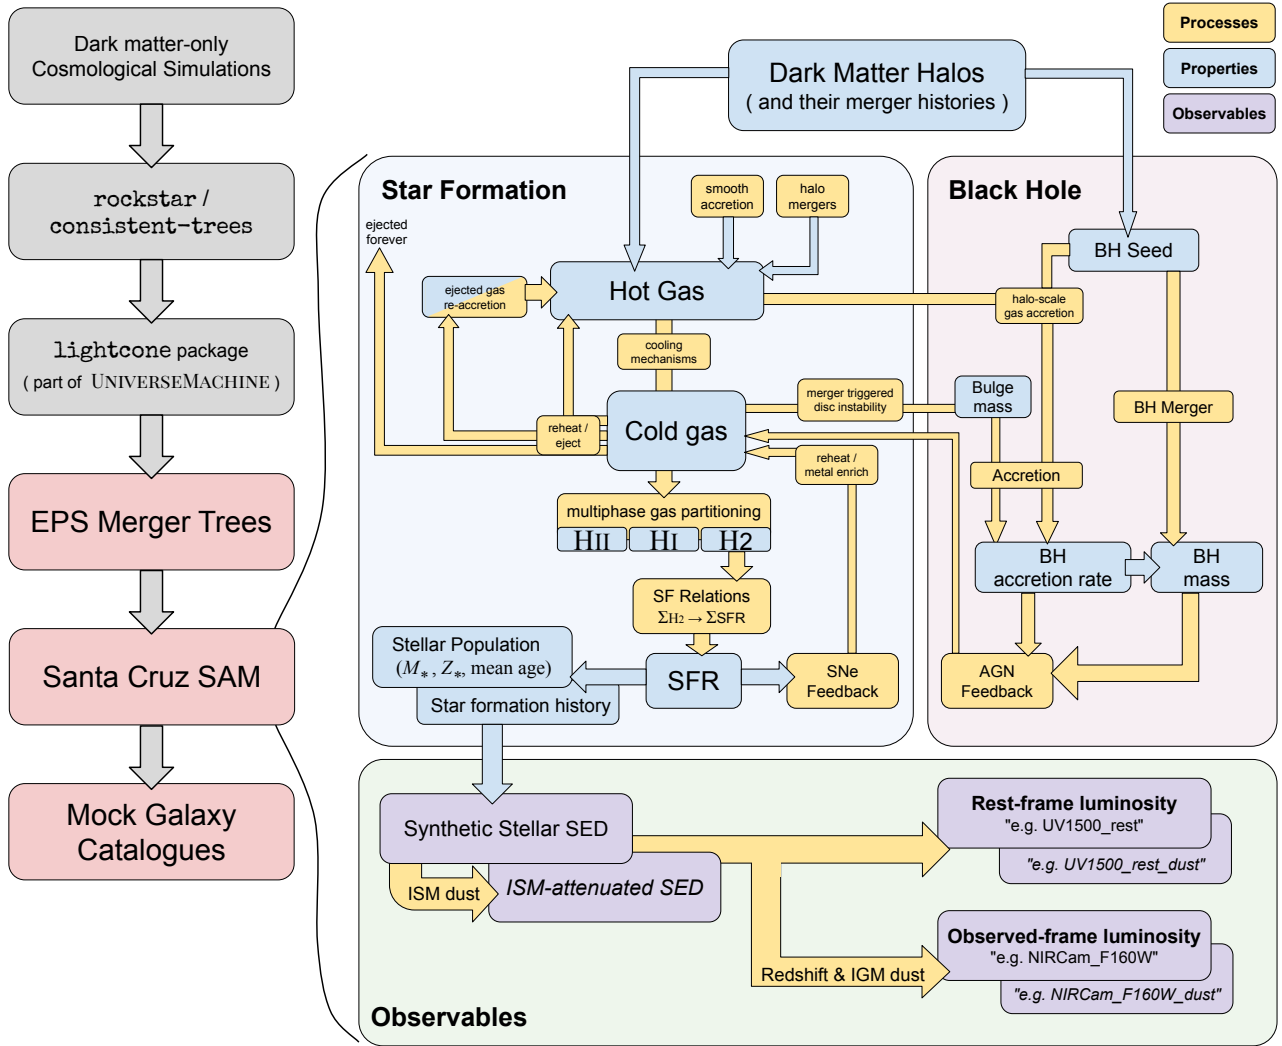 Dark matter-only
Cosmological Simulations
rockstar /
consistent-trees
lightcone package
( part of UNIVERSEMACHINE )
EPS Merger Trees
Santa Cruz SAM
Mock Galaxy
Catalogues
Processes
Properties
Observables
Dark Matter Halos
( and their merger histories )
Star Formation
smooth
accretion
halo
mergers
ejected
forever
ejected gas
re-accretion
Hot Gas
cooling
mechanisms
reheat /
eject
Cold gas
merger triggered
disc instability
reheat /
metal enrich
multiphase gas partitioning
HII
HI
H2
SF Relations
ΣH2 → ΣSFR
Stellar Population
(M*, Z*, mean age)
Star formation history
SFR
SNe
Feedback
Black Hole
BH Seed
halo-scale
gas accretion
Bulge
mass
BH Merger
Accretion
BH
accretion rate
BH
mass
AGN
Feedback
Synthetic Stellar SED
ISM dust
ISM-attenuated SED
Rest-frame luminosity
"e.g. UV1500_rest"
"e.g. UV1500_rest_dust"
Redshift & IGM dust
Observed-frame luminosity
"e.g. NIRCam_F160W"
"e.g. NIRCam_F160W_dust"
Observables